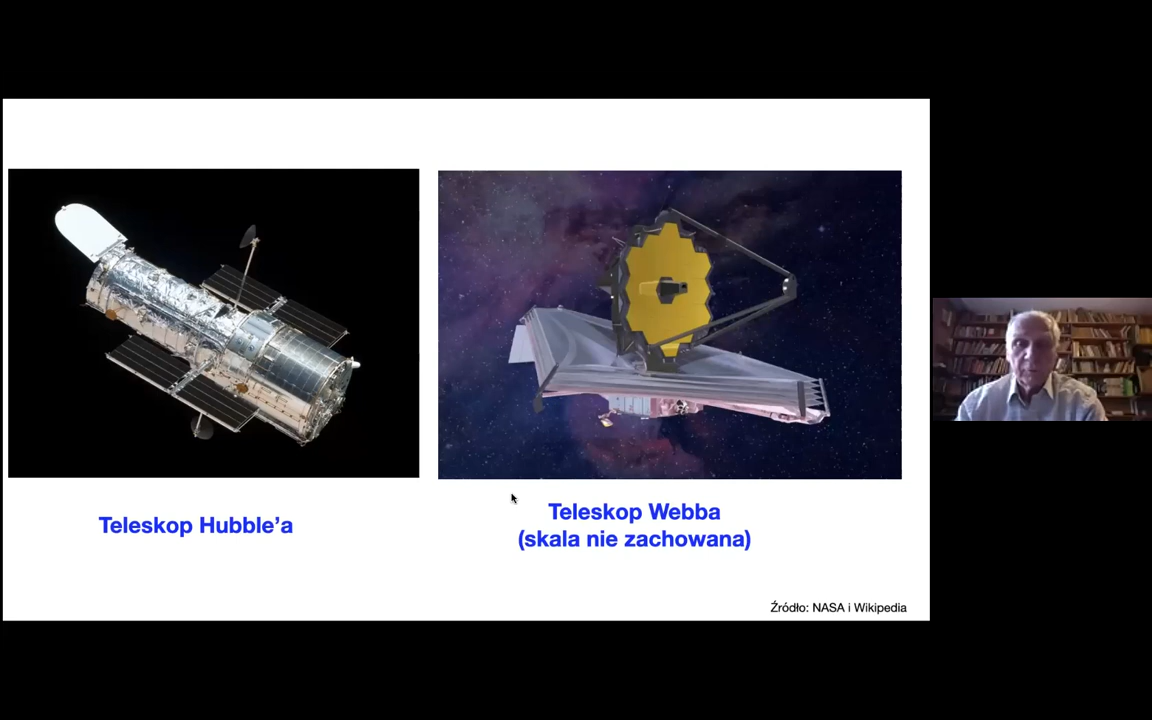 Teleskop Hubble’a
Teleskop Webba
(skala nie zachowana)
Źródło: NASA i Wikipedia